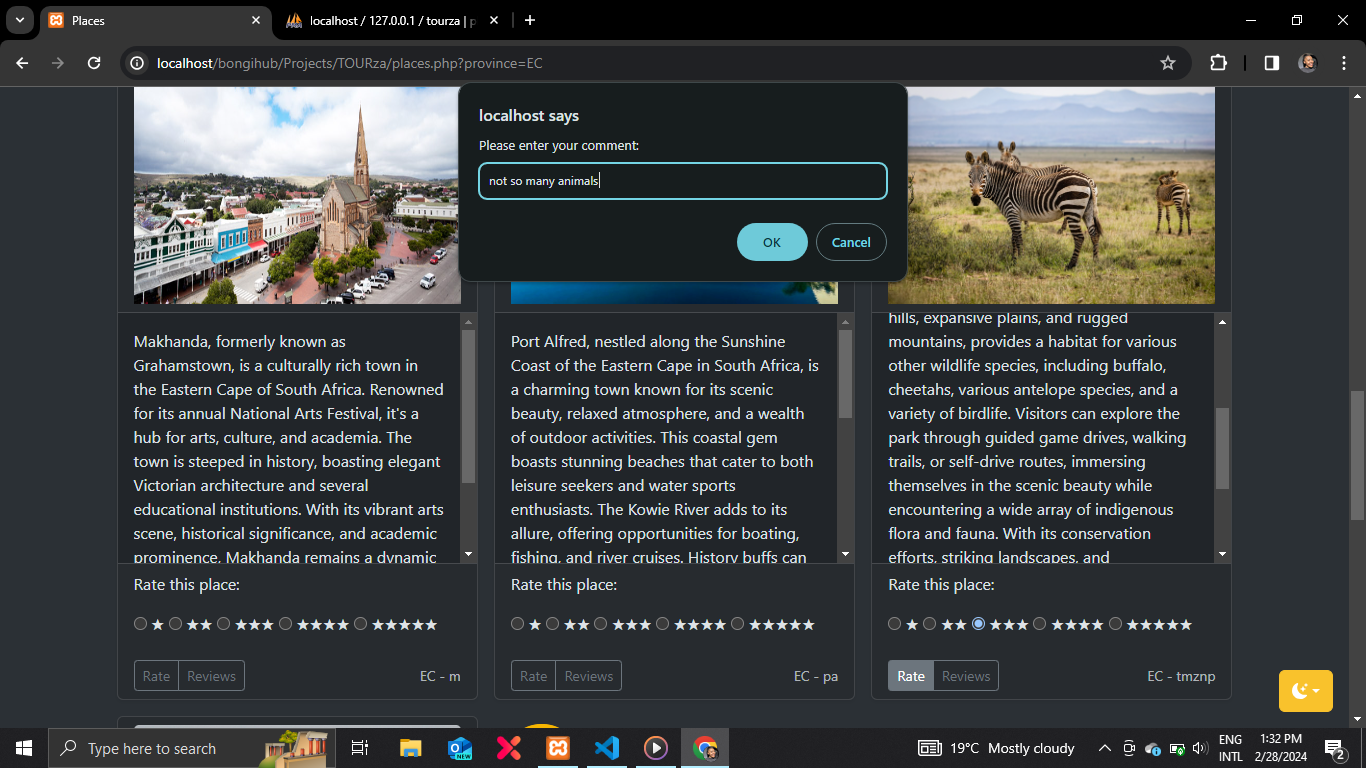 Places
localhost / 127.0.0.1 / tourza | p
localhost/bongihub/Projects/TOURza/places.php?province=EC
localhost says
Please enter your comment:
not so many animals
OK
Cancel
Makhanda, formerly known as
Grahamstown, is a culturally rich town in
the Eastern Cape of South Africa. Renowned
for its annual National Arts Festival, it's a
hub for arts, culture, and academia. The
town is steeped in history, boasting elegant
Victorian architecture and several
educational institutions. With its vibrant arts
scene, historical significance, and academic
prominence, Makhanda remains a dynamic
Rate this place:
★ ★★ ★★★ ★★★★ ★★★★★
Rate Reviews EC - m
Port Alfred, nestled along the Sunshine
Coast of the Eastern Cape in South Africa, is
a charming town known for its scenic
beauty, relaxed atmosphere, and a wealth
of outdoor activities. This coastal gem
boasts stunning beaches that cater to both
leisure seekers and water sports
enthusiasts. The Kowie River adds to its
allure, offering opportunities for boating,
fishing, and river cruises. History buffs can
Rate this place:
★ ★★ ★★★ ★★★★ ★★★★★
Rate Reviews EC - pa
hills, expansive plains, and rugged
mountains, provides a habitat for various
other wildlife species, including buffalo,
cheetahs, various antelope species, and a
variety of birdlife. Visitors can explore the
park through guided game drives, walking
trails, or self-drive routes, immersing
themselves in the scenic beauty while
encountering a wide array of indigenous
flora and fauna. With its conservation
efforts, striking landscapes, and
Rate this place:
★ ★★ ★★★ ★★★★ ★★★★★
Rate Reviews EC - tmznp
Type here to search
NEW
19°C Mostly cloudy
ENG
INTL
1:32 PM
2/28/2024
2